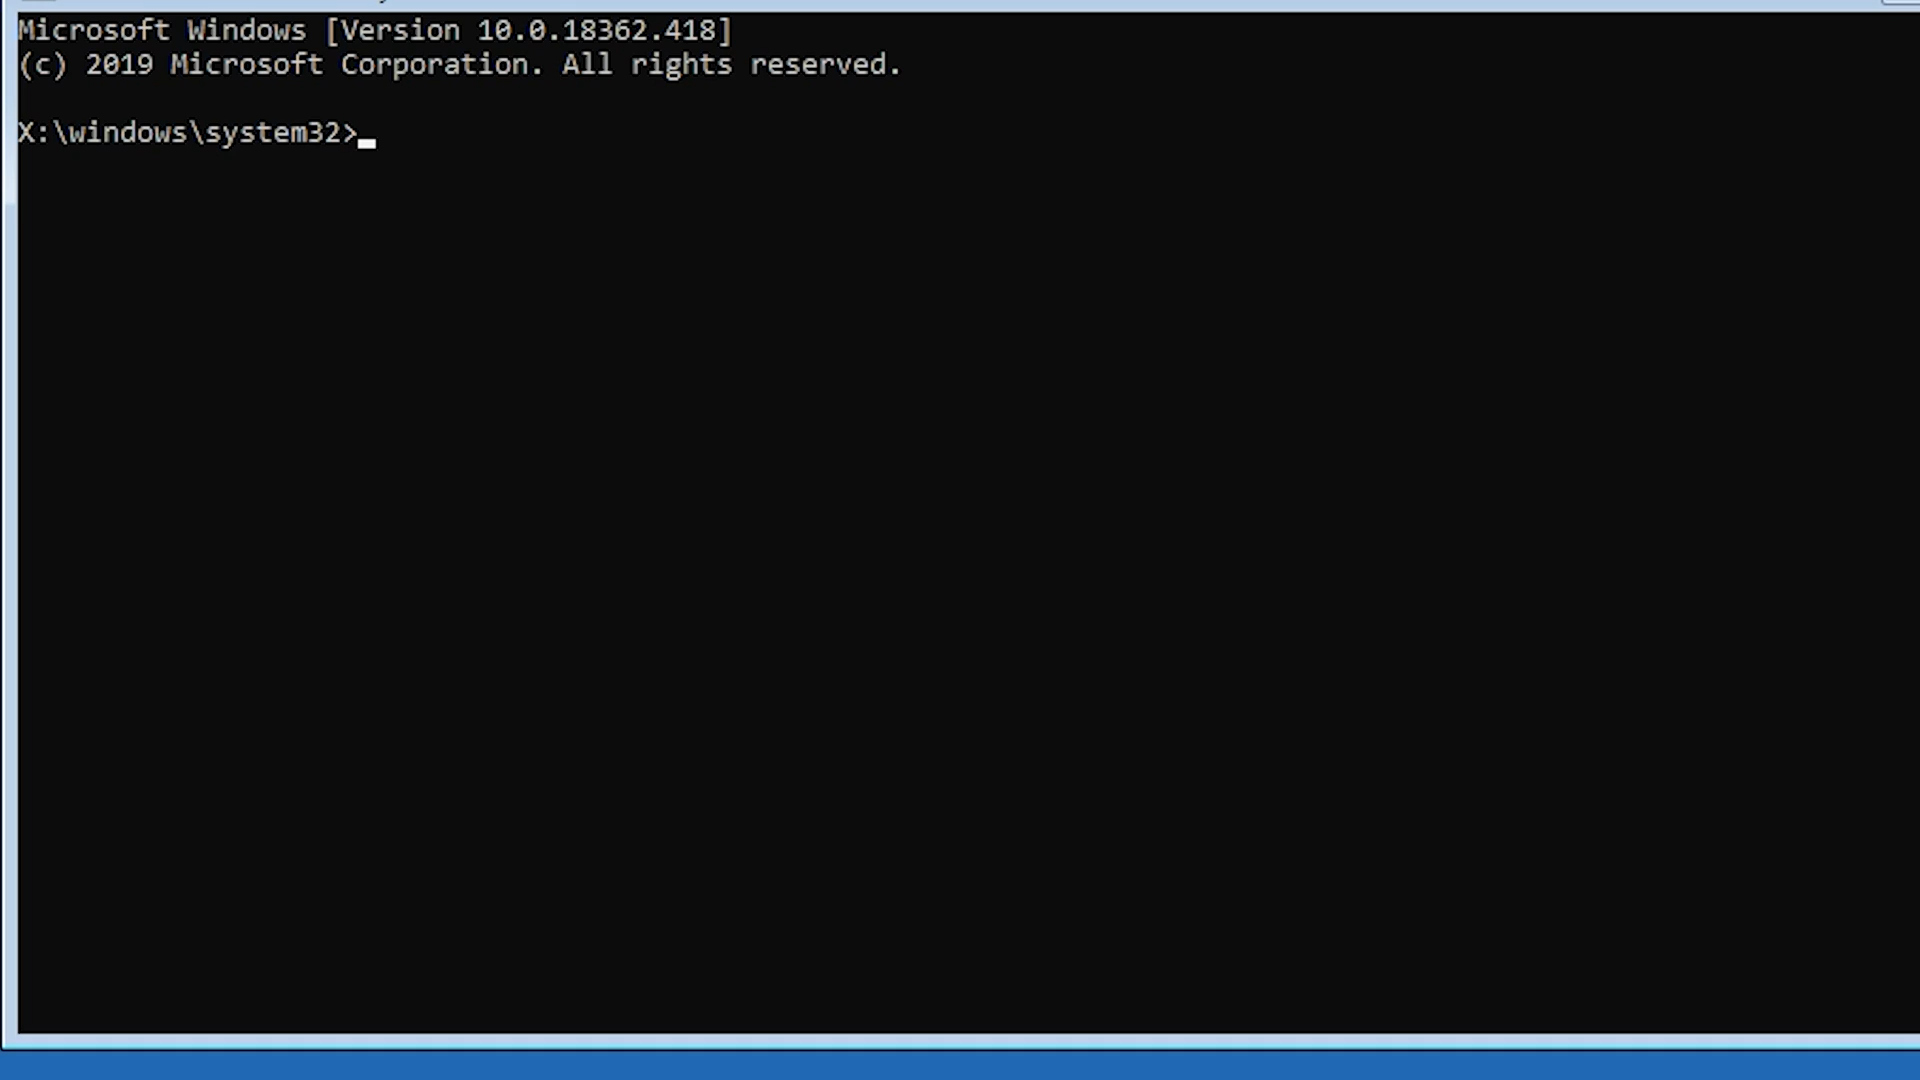 Microsoft Windows [Version 10.0.18362.418]
(c) 2019 Microsoft Corporation. All rights reserved.
X:\windows\system32>